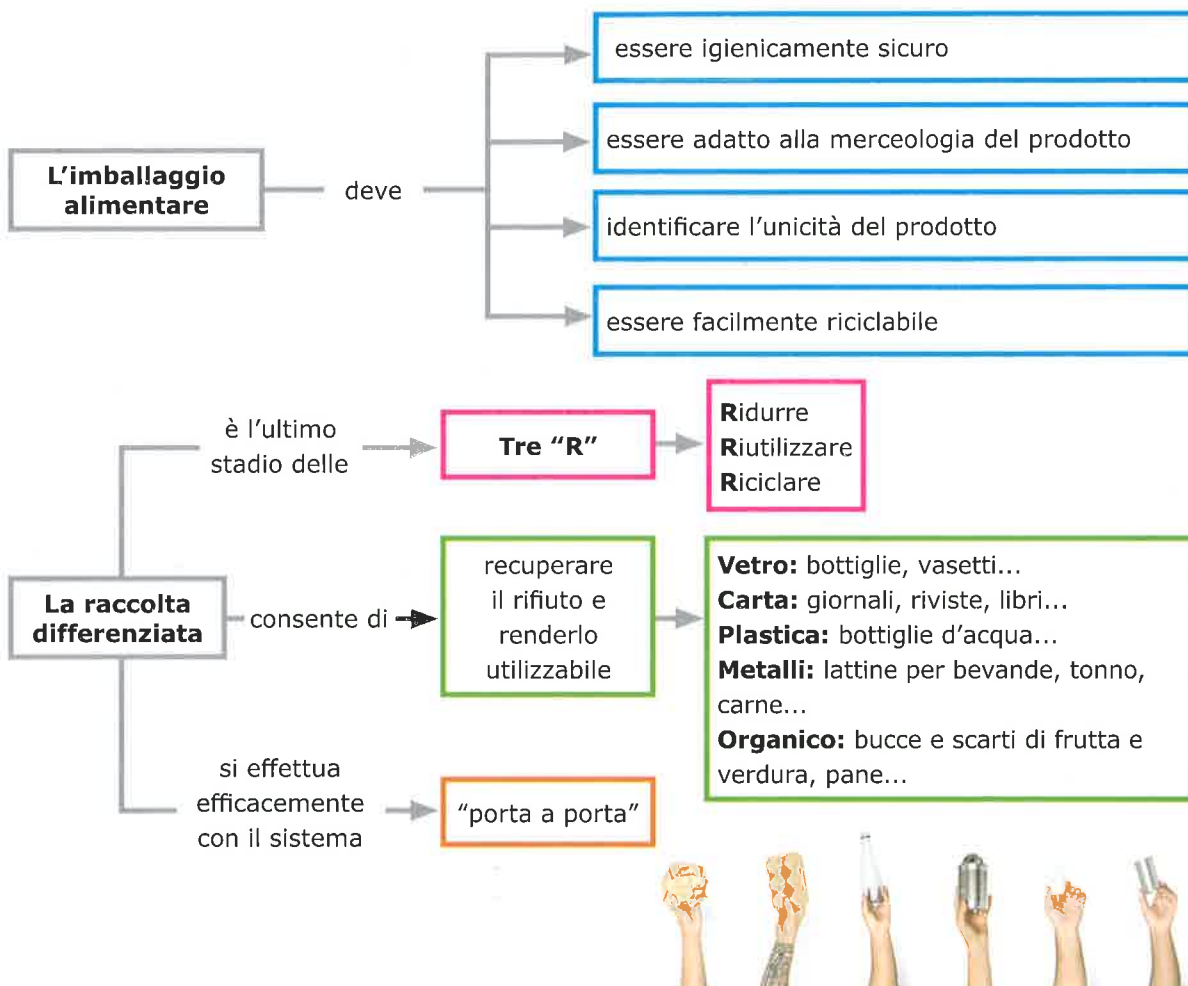 essere igienicamente sicuro
essere adatto alla merceologia del prodotto
L'imballaggio
alimentare
deve
identificare l'unicità del prodotto
essere facilmente riciclabile
è l'ultimo
stadio delle
Tre “R”
Ridurre
Riutilizzare
Riciclare
La raccolta
differenziata
consente di
recuperare
il rifiuto e
renderlo
utilizzabile
Vetro: bottiglie, vasetti...
Carta: giornali, riviste, libri...
Plastica: bottiglie d'acqua...
Metalli: lattine per bevande, tonno,
carne...
Organico: bucce e scarti di frutta e
verdura, pane...
si effettua
efficacemente
con il sistema
“porta a porta”